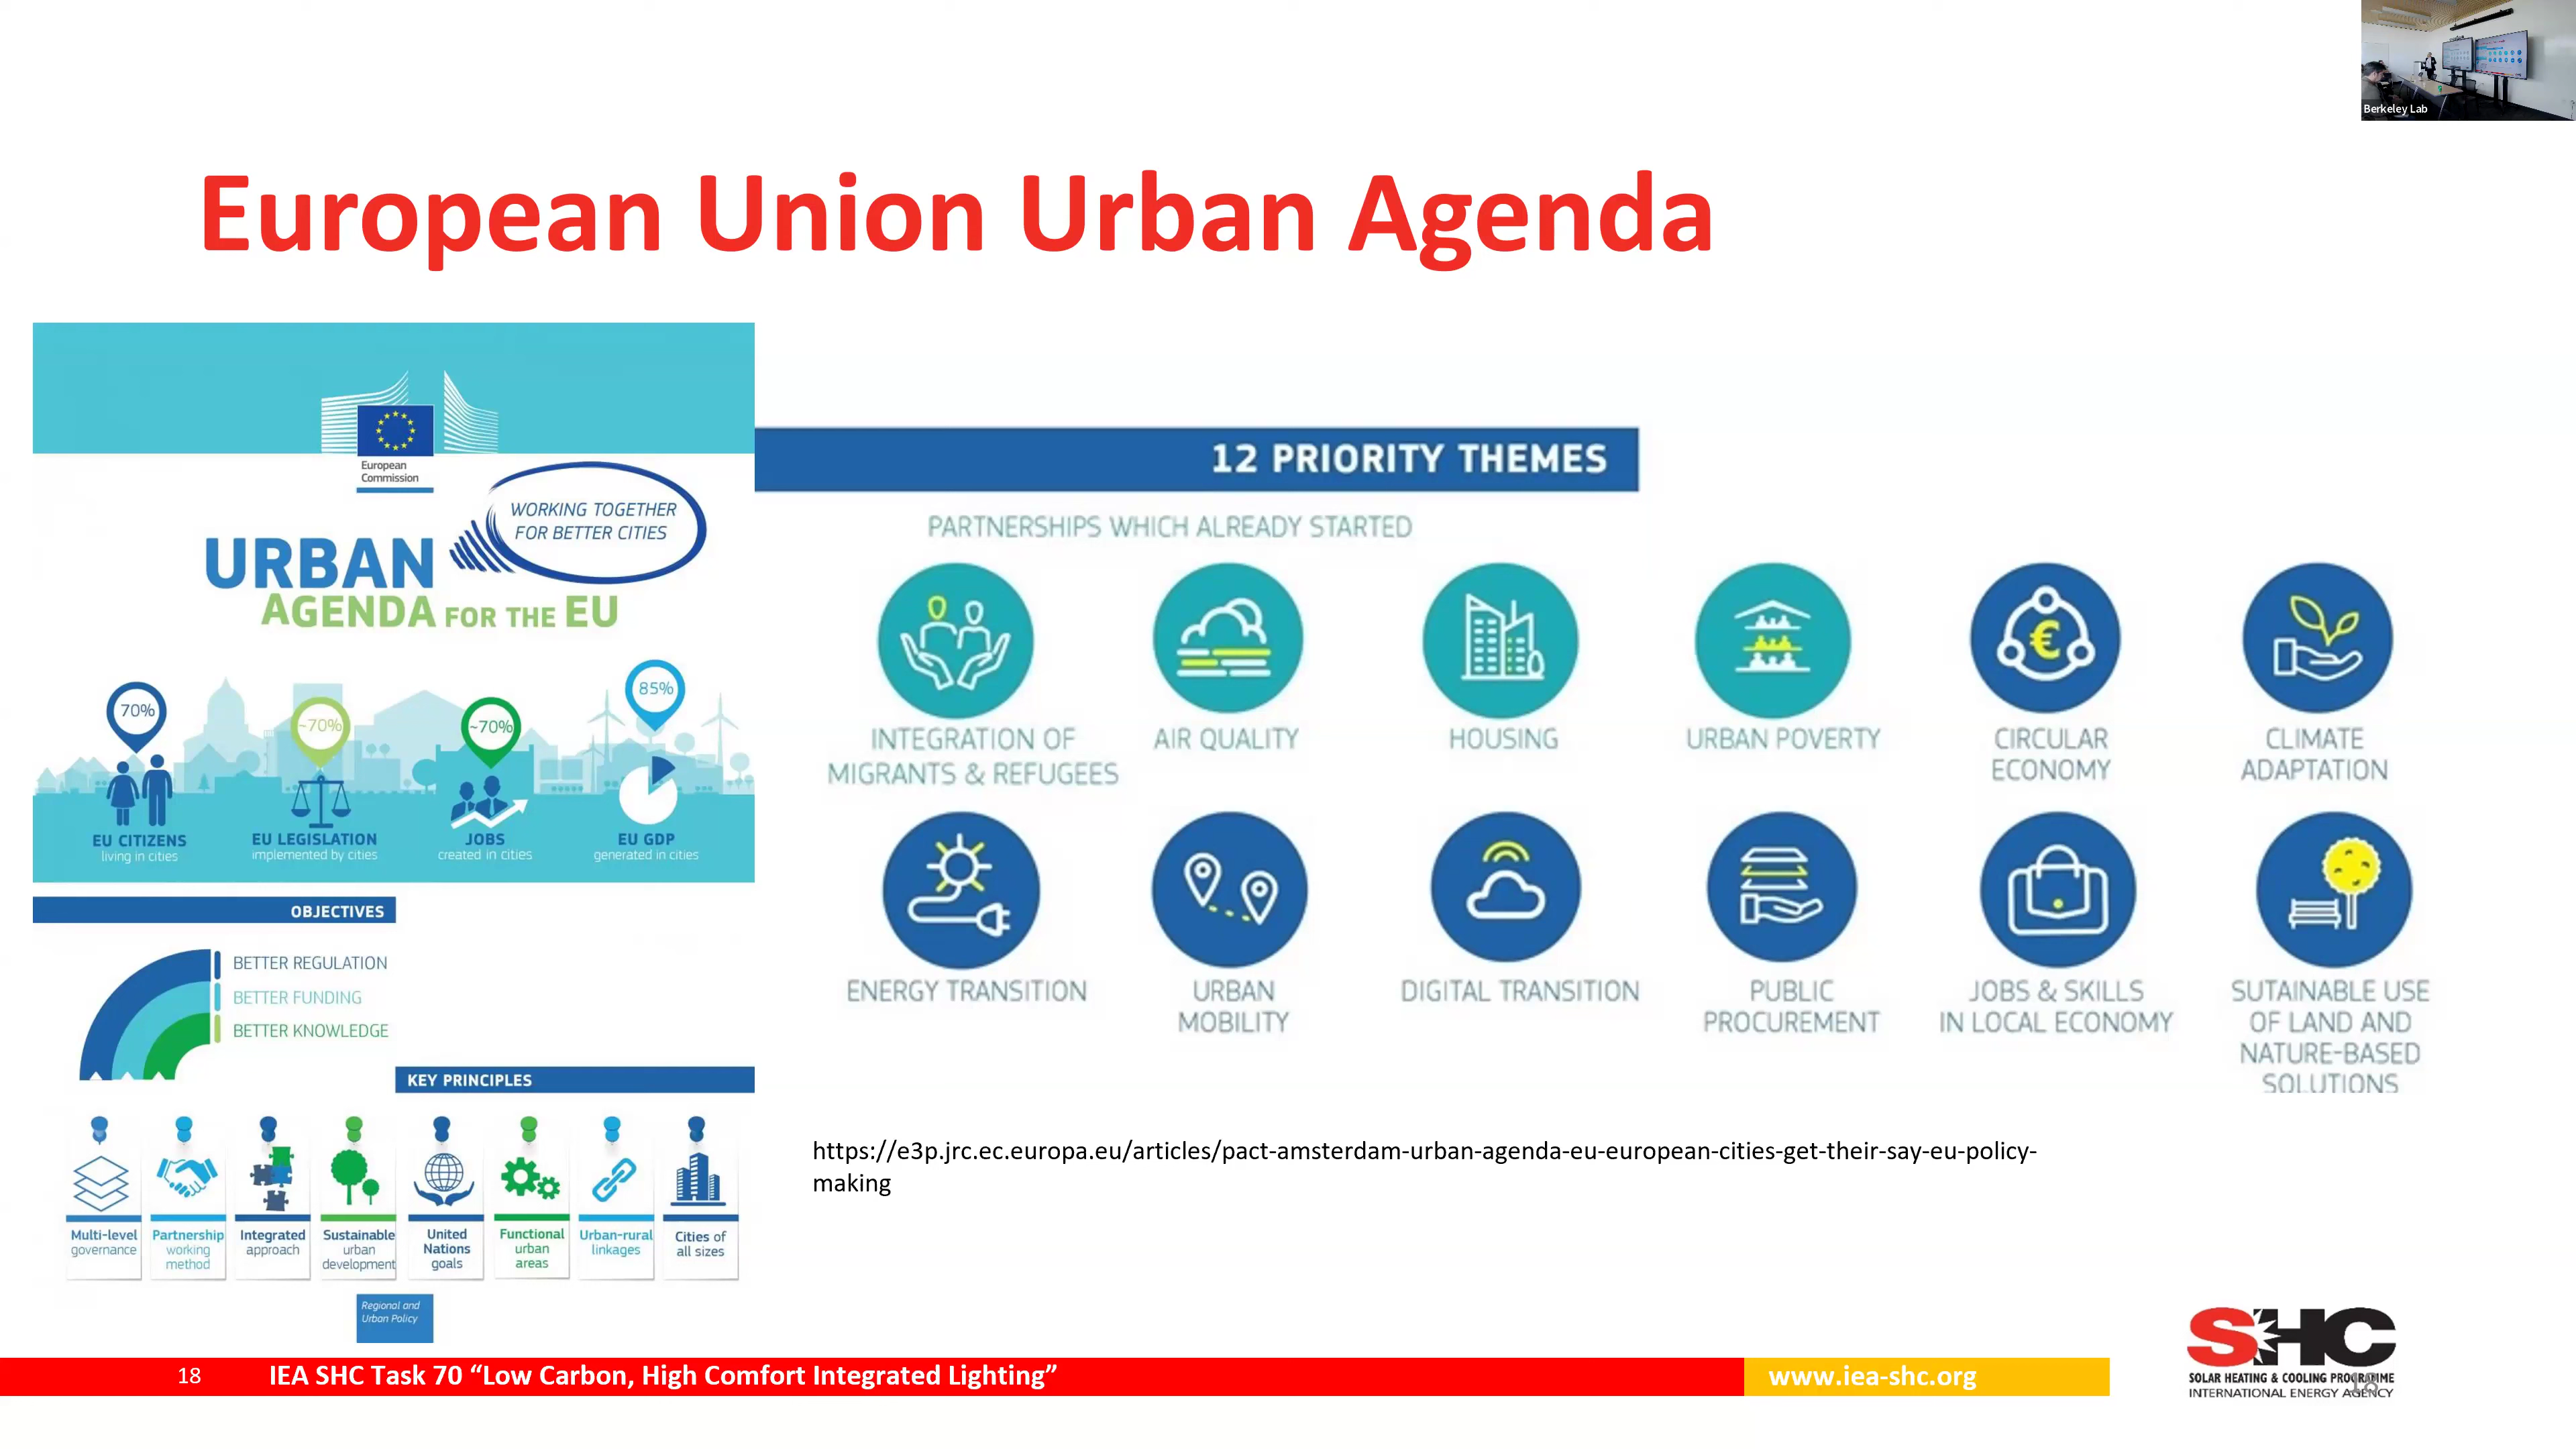 Berkeley Lab
European Union Urban Agenda
European
Commission
WORKING TOGETHER
FOR BETTER CITIES
URBAN
AGENDA FOR THE EU
70%
~70%
~70%
85%
EU CITIZENS
living in cities
EU LEGISLATION
implemented by cities
JOBS
created in cities
EU GDP
generated in cities
OBJECTIVES
BETTER REGULATION
BETTER FUNDING
BETTER KNOWLEDGE
KEY PRINCIPLES
Multi-level
governance
Partnership
working
method
Integrated
approach
Sustainable
urban
development
United
Nations
goals
Functional
urban
areas
Urban-rural
linkages
Cities of
all sizes
Regional and
Urban Policy
12 PRIORITY THEMES
PARTNERSHIPS WHICH ALREADY STARTED
INTEGRATION OF
MIGRANTS & REFUGEES
AIR QUALITY
HOUSING
URBAN POVERTY
CIRCULAR
ECONOMY
CLIMATE
ADAPTATION
ENERGY TRANSITION
URBAN
MOBILITY
DIGITAL TRANSITION
PUBLIC
PROCUREMENT
JOBS & SKILLS
IN LOCAL ECONOMY
SUTAINABLE USE
OF LAND AND
NATURE-BASED
SOLUTIONS
https://e3p.jrc.ec.europa.eu/articles/pact-amsterdam-urban-agenda-eu-european-cities-get-their-say-eu-policy-
making
18
IEA SHC Task 70 “Low Carbon, High Comfort Integrated Lighting”
www.iea-shc.org
SHC
SOLAR HEATING & COOLING PROGRAMME
INTERNATIONAL ENERGY AGENCY
18